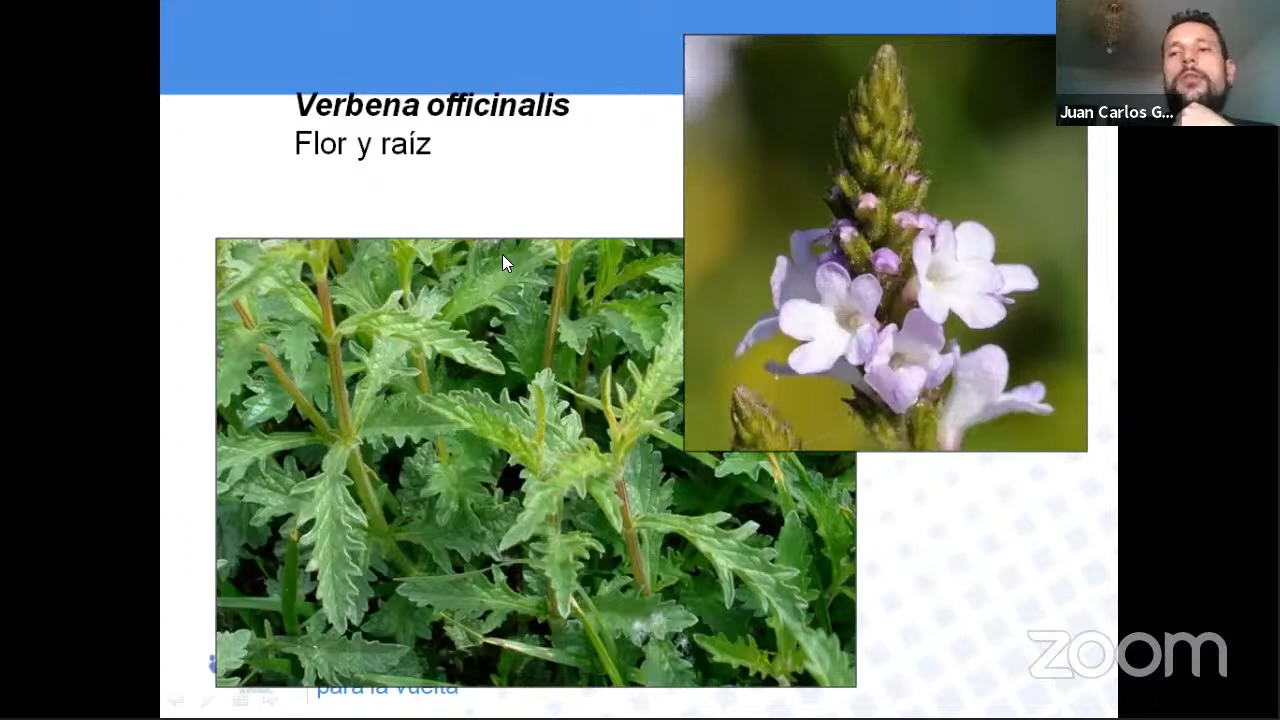 Verbena officinalis
Flor y raíz
Juan Carlos G...
para la vuelta
zoom